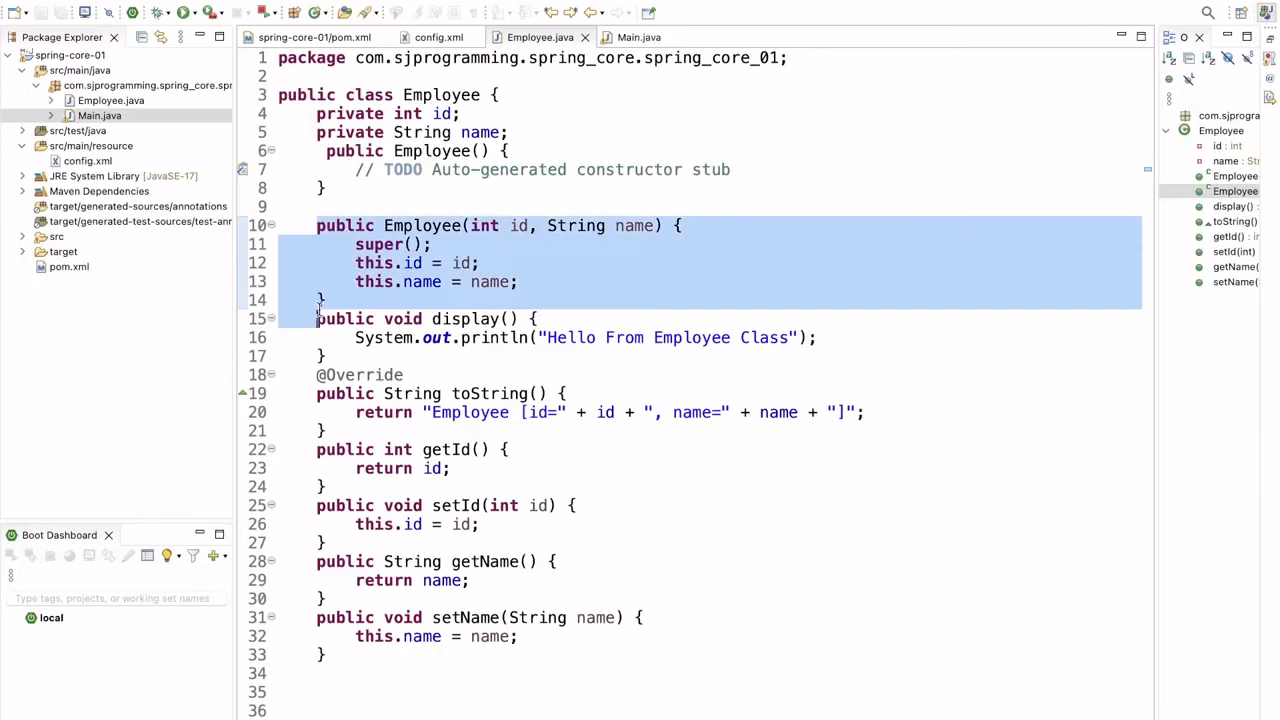 Package Explorer
spring-core-01
src/main/java
com.sjprogramming.spring_core.spr
Employee.java
Main.java
src/test/java
src/main/resource
config.xml
JRE System Library [JavaSE-17]
Maven Dependencies
target/generated-sources/annotations
target/generated-test-sources/test-anr
src
target
pom.xml
Boot Dashboard
Type tags, projects, or working set names
local
spring-core-01/pom.xml
config.xml
Employee.java
Main.java
1 package com.sjprogramming.spring_core.spring_core_01;
2
3 public class Employee {
4 private int id;
5 private String name;
6 public Employee() {
7 // TODO Auto-generated constructor stub
8 }
9
10 public Employee(int id, String name) {
11 super();
12 this.id = id;
13 this.name = name;
14 }
15 public void display() {
16 System.out.println("Hello From Employee Class");
17 }
18 @Override
19 public String toString() {
20 return "Employee [id=" + id + ", name=" + name + "]";
21 }
22 public int getId() {
23 return id;
24 }
25 public void setId(int id) {
26 this.id = id;
27 }
28 public String getName() {
29 return name;
30 }
31 public void setName(String name) {
32 this.name = name;
33 }
34
35
36
O
com.sjprogra
Employee
id : int
name : Str
Employee
Employee
display()
toString()
getId() : in
setId(int)
getName(
setName(